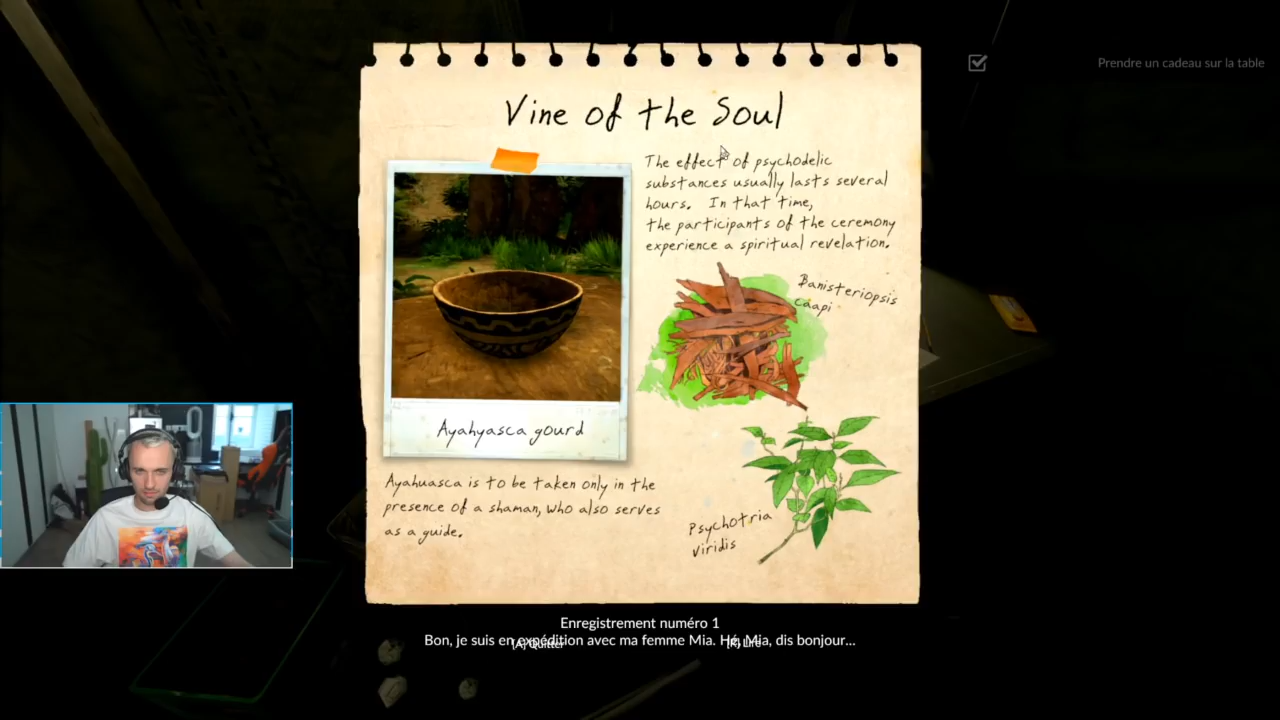 Prendre un cadeau sur la table
Vine of the Soul
The effect of psychodelic
substances usually lasts several
hours. In that time,
the participants of the ceremony
experience a spiritual revelation.
Banisteriopsis
caapi
Ayahyasca gourd
Ayahuasca is to be taken only in the
presence of a shaman, who also serves
as a guide.
Psychotria
viridis
Enregistrement numéro 1
Bon, je suis en expédition avec ma femme Mia. Hé, Mia, dis bonjour...
[A] Quitter
Lire